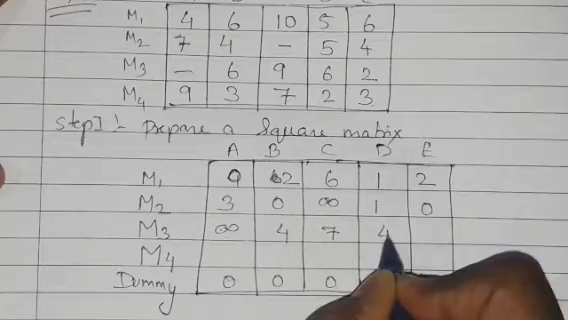 M1 4 6 10 5 6
M2 7 4 - 5 4
M3 - 6 9 6 2
M4 9 3 7 2 3
Step I :- Prepare a Square matrix
A B C D E
M1 0 2 6 1 2
M2 3 0 ∞ 1 0
M3 ∞ 4 7 4
M4
Dummy 0 0 0